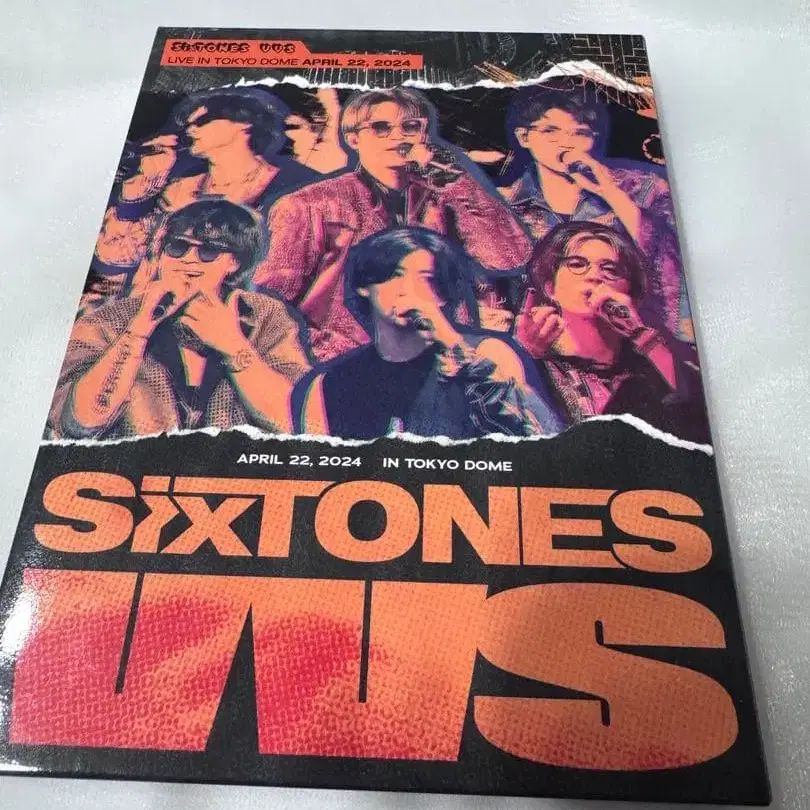 SixTONES VVS
LIVE IN TOKYO DOME APRIL 22, 2024
APRIL 22, 2024 IN TOKYO DOME
SixTONES
VVS